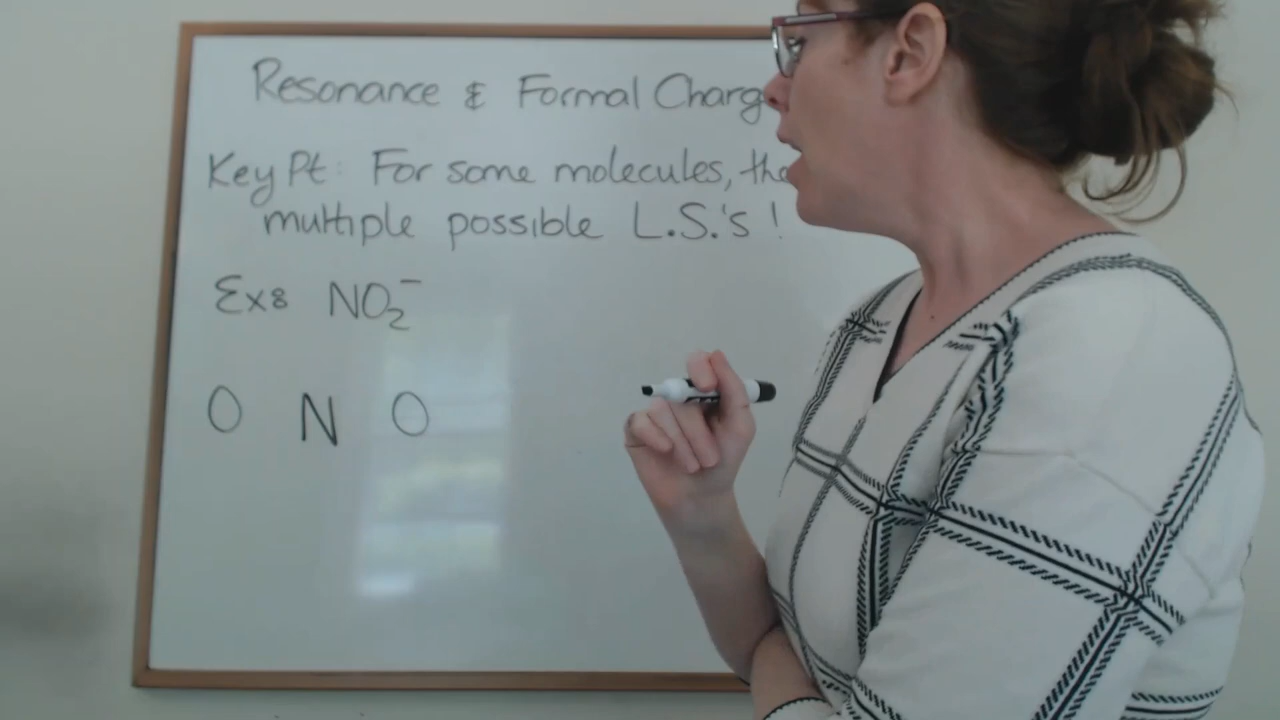 Resonance & Formal Charg
Key Pt: For some molecules, the
multiple possible L.S.'s !
Ex: NO₂⁻
O N O